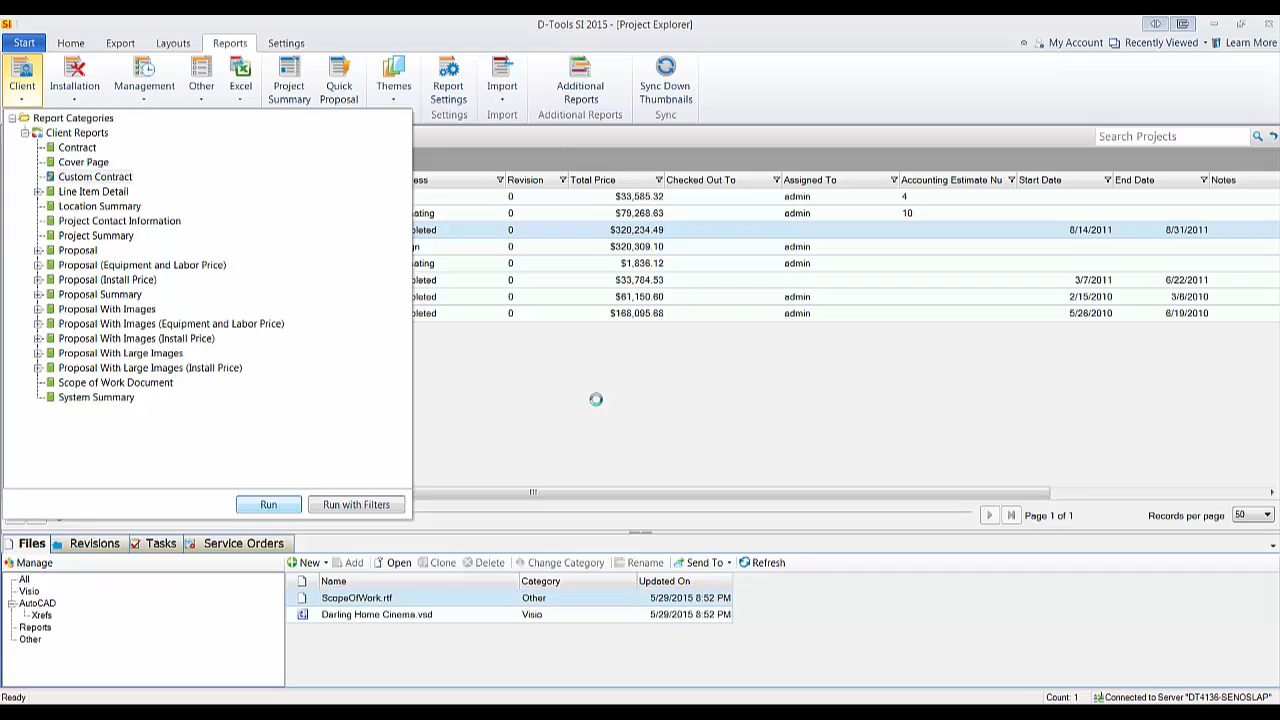 SI D-Tools SI 2015 - [Project Explorer]
Start Home Export Layouts Reports Settings My Account Recently Viewed Learn More
Client Installation Management Other Excel Project Summary Quick Proposal Themes Report Settings Import Additional Reports Sync Down Thumbnails
Settings Import Additional Reports Sync
Report Categories
Client Reports
Contract
Cover Page
Custom Contract
Line Item Detail
Location Summary
Project Contact Information
Project Summary
Proposal
Proposal (Equipment and Labor Price)
Proposal (Install Price)
Proposal Summary
Proposal With Images
Proposal With Images (Equipment and Labor Price)
Proposal With Images (Install Price)
Proposal With Large Images
Proposal With Large Images (Install Price)
Scope of Work Document
System Summary
Run Run with Filters
Search Projects
ess Revision Total Price Checked Out To Assigned To Accounting Estimate Nu Start Date End Date Notes
0 $33,585.32 admin 4
ating 0 $79,268.63 admin 10
pleted 0 $320,234.49 8/14/2011 8/31/2011
gn 0 $320,309.10 admin
ating 0 $1,836.12 admin
pleted 0 $33,784.53 3/7/2011 6/22/2011
pleted 0 $61,150.60 admin 2/15/2010 3/6/2010
pleted 0 $168,095.68 admin 5/26/2010 6/19/2010
Page 1 of 1 Records per page 50
Files Revisions Tasks Service Orders
Manage New Add Open Clone Delete Change Category Rename Send To Refresh
All
Visio
AutoCAD
Xrefs
Reports
Other
Name Category Updated On
ScopeOfWork.rtf Other 5/29/2015 8:52 PM
Darling Home Cinema.vsd Visio 5/29/2015 8:52 PM
Ready Count: 1 Connected to Server "DT4136-SENOSLAP"